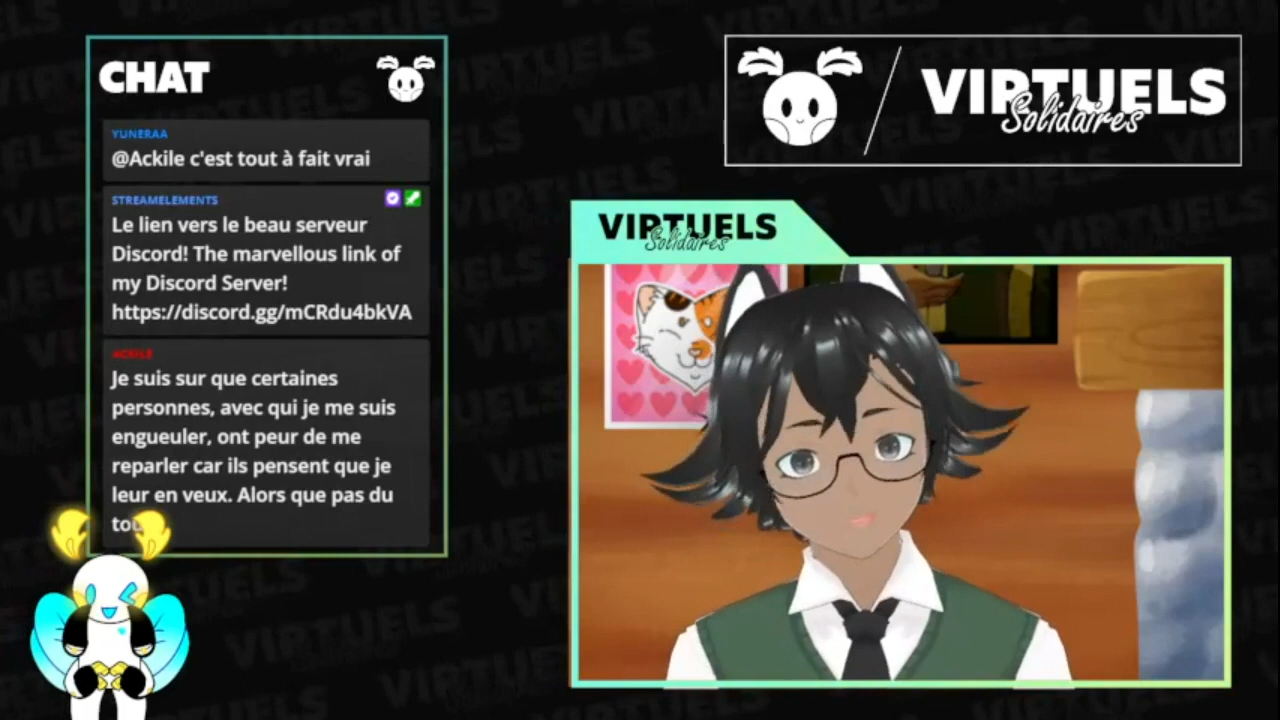 CHAT
YUNERAA
@Ackile c'est tout à fait vrai
STREAMELEMENTS
Le lien vers le beau serveur
Discord! The marvellous link of
my Discord Server!
https://discord.gg/mCRdu4bkVA
ACKILE
Je suis sur que certaines
personnes, avec qui je me suis
engueuler, ont peur de me
reparler car ils pensent que je
leur en veux. Alors que pas du
VIRTUELS
Solidaires
VIRTUELS
Solidaires